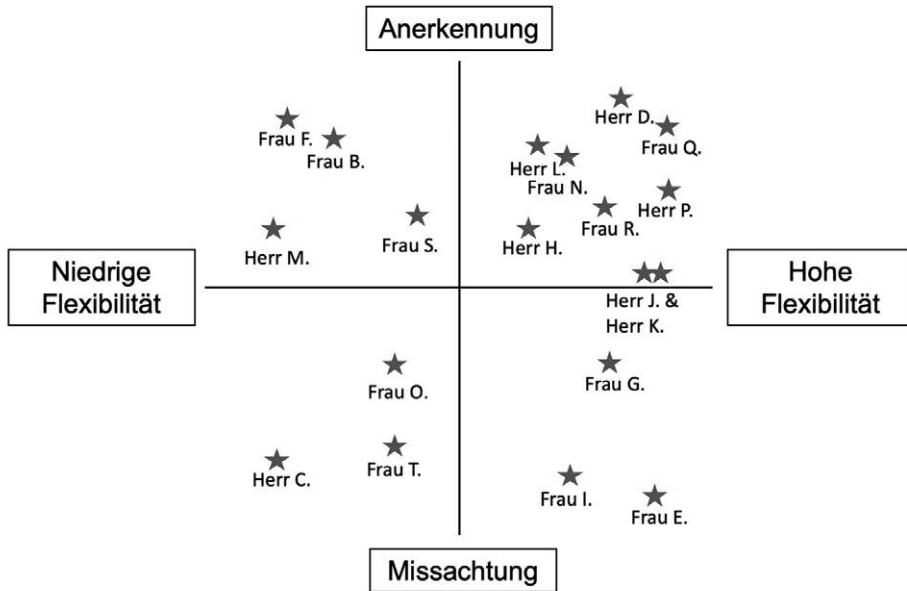 Anerkennung
Herr D.
Frau F.
Frau Q.
Frau B.
Herr L.
Frau N.
Herr P.
Frau R.
Herr H.
Frau S.
Herr M.
Niedrige
Flexibilität
Hohe
Flexibilität
Herr J. &
Herr K.
Frau G.
Frau O.
Frau T.
Herr C.
Frau I.
Frau E.
Missachtung